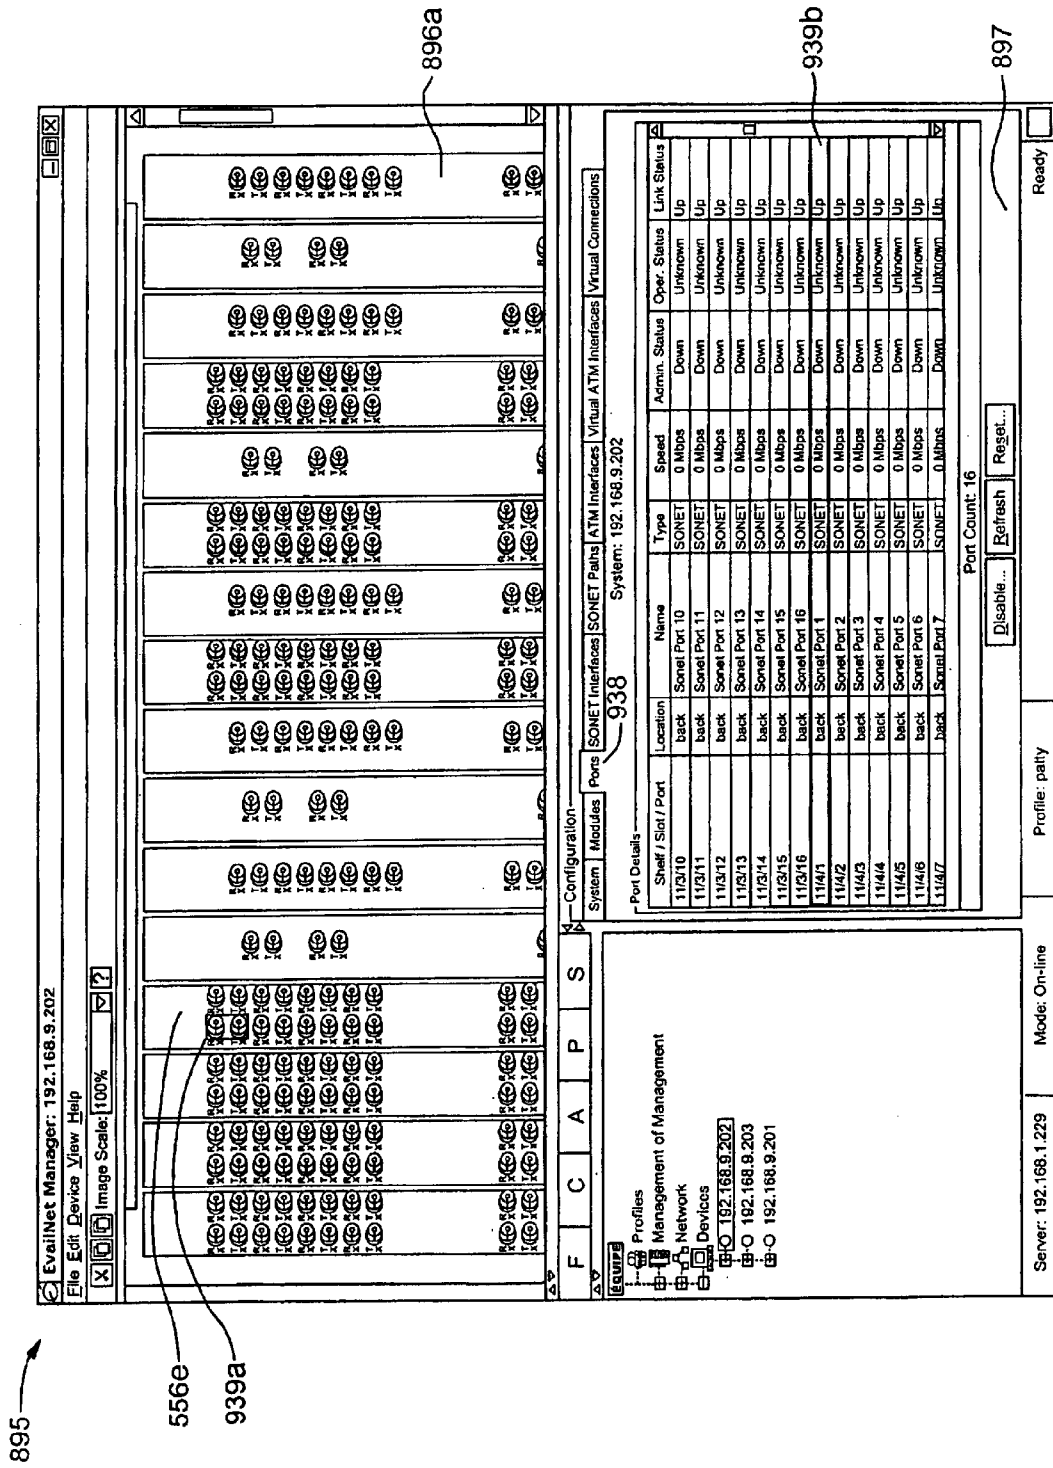 895
EvailNet Manager: 192.168.9.202
File Edit Device View Help
X Image Scale: 100% ?
556e
939a
896a
F C A P S
EQUIPE
Profiles
Management of Management
Network
Devices
192.168.9.202
192.168.9.203
192.168.9.201
Configuration
System Modules Ports SONET Interfaces SONET Paths ATM Interfaces Virtual ATM Interfaces Virtual Connections
938
System: 192.168.9.202
Port Details
Shelf / Slot / Port Location Name Type Speed Admin. Status Oper. Status Link Status
11/3/10 back Sonet Port 10 SONET 0 Mbps Down Unknown Up
11/3/11 back Sonet Port 11 SONET 0 Mbps Down Unknown Up
11/3/12 back Sonet Port 12 SONET 0 Mbps Down Unknown Up
11/3/13 back Sonet Port 13 SONET 0 Mbps Down Unknown Up
11/3/14 back Sonet Port 14 SONET 0 Mbps Down Unknown Up
11/3/15 back Sonet Port 15 SONET 0 Mbps Down Unknown Up
11/3/16 back Sonet Port 16 SONET 0 Mbps Down Unknown Up
11/4/1 back Sonet Port 1 SONET 0 Mbps Down Unknown Up
11/4/2 back Sonet Port 2 SONET 0 Mbps Down Unknown Up
11/4/3 back Sonet Port 3 SONET 0 Mbps Down Unknown Up
11/4/4 back Sonet Port 4 SONET 0 Mbps Down Unknown Up
11/4/5 back Sonet Port 5 SONET 0 Mbps Down Unknown Up
11/4/6 back Sonet Port 6 SONET 0 Mbps Down Unknown Up
11/4/7 back Sonet Port 7 SONET 0 Mbps Down Unknown Up
939b
Port Count: 16
Disable... Refresh Reset...
897
Server: 192.168.1.229 Mode: On-line Profile: patty Ready